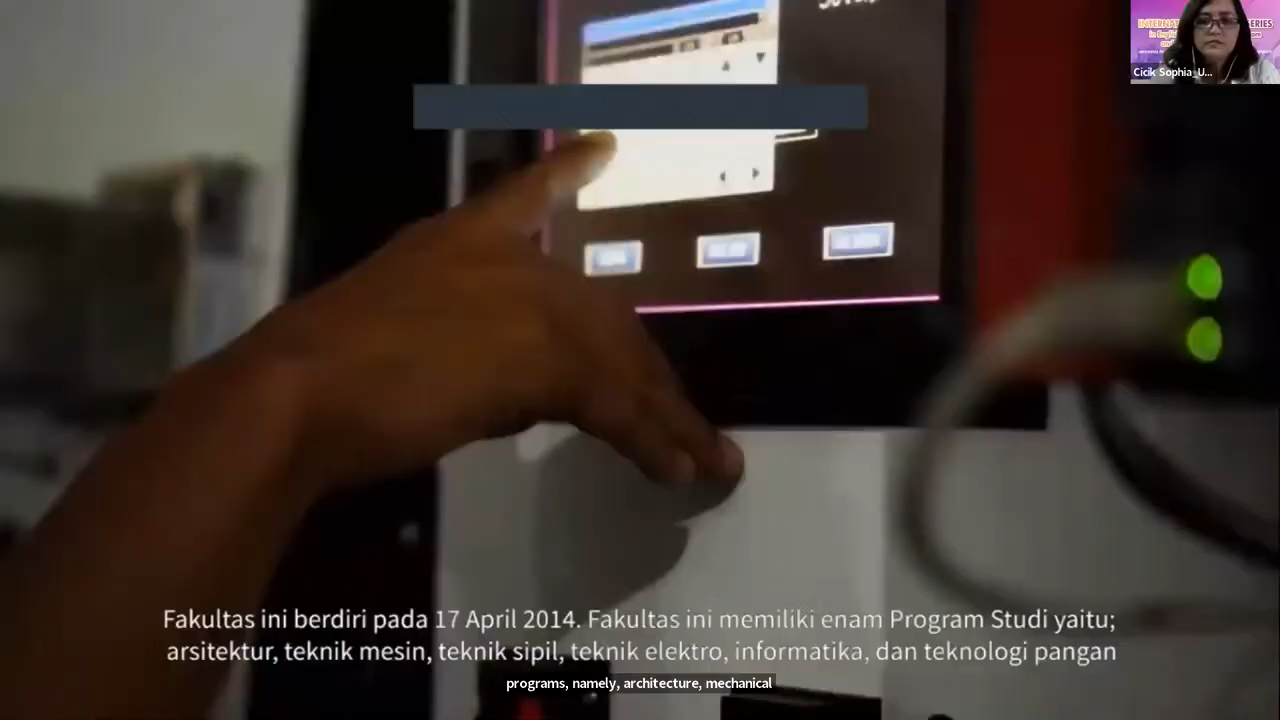 Cicik Sophia_U...
Fakultas ini berdiri pada 17 April 2014. Fakultas ini memiliki enam Program Studi yaitu;
arsitektur, teknik mesin, teknik sipil, teknik elektro, informatika, dan teknologi pangan
programs, namely, architecture, mechanical